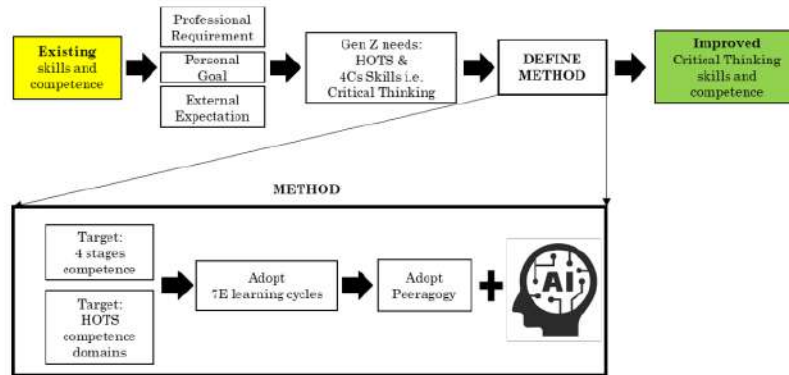 Professional
Requirement
Personal
Goal
External
Expectation
Existing
skills and
competence
Gen Z needs:
HOTS &
4Cs Skills i.e.
Critical Thinking
DEFINE
METHOD
Improved
Critical Thinking
skills and
competence
METHOD
Target:
4 stages
competence
Target:
HOTS
competence
domains
Adopt
7E learning cycles
Adopt
Peeragogy
AI